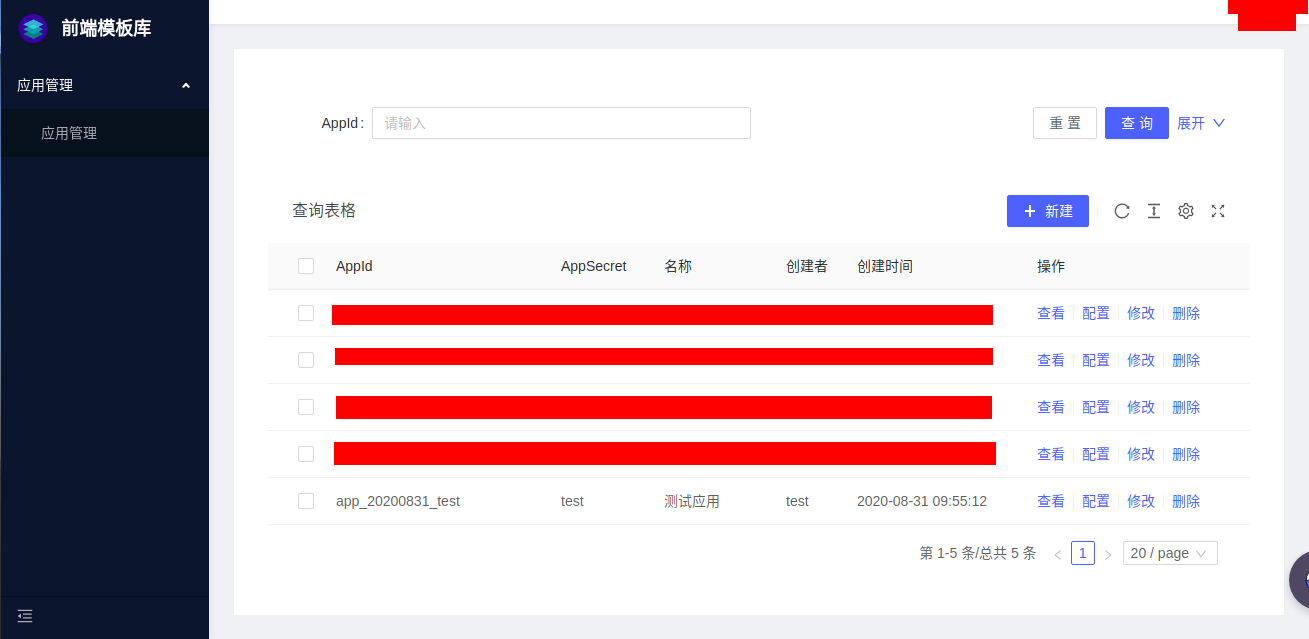 前端模板库
应用管理
应用管理
AppId :
请输入
重 置
查 询
展开
查询表格
新建
AppId AppSecret 名称 创建者 创建时间 操作
查看 配置 修改 删除
查看 配置 修改 删除
查看 配置 修改 删除
查看 配置 修改 删除
app_20200831_test test 测试应用 test 2020-08-31 09:55:12 查看 配置 修改 删除
第 1-5 条/总共 5 条 1 20 / page